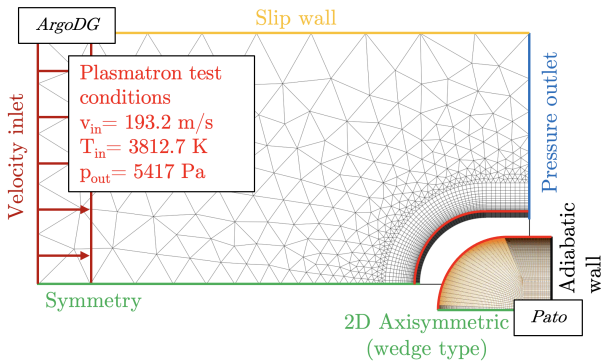 ArgoDG
Slip wall
Plasmatron test
conditions
v_in= 193.2 m/s
T_in= 3812.7 K
p_out= 5417 Pa
Velocity inlet
Pressure outlet
Adiabatic
wall
Symmetry
Pato
2D Axisymmetric
(wedge type)